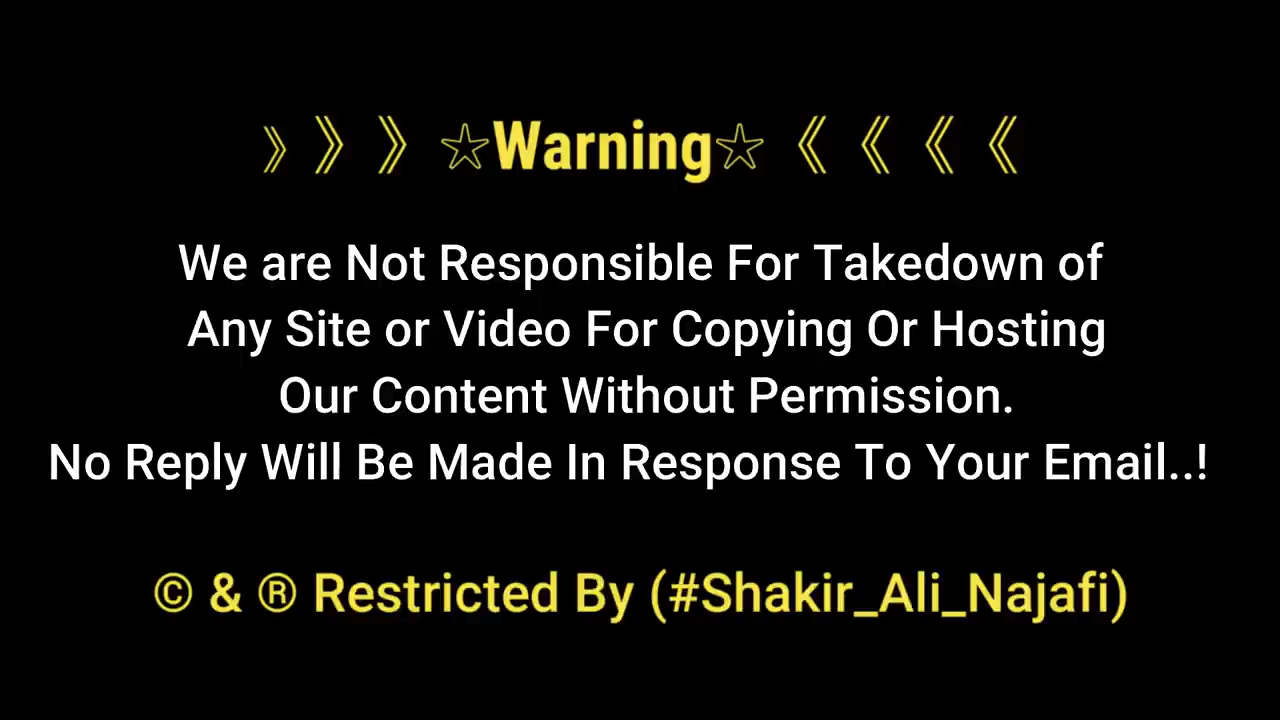 》》》☆Warning☆《《《《
We are Not Responsible For Takedown of
Any Site or Video For Copying Or Hosting
Our Content Without Permission.
No Reply Will Be Made In Response To Your Email..!
© & ® Restricted By (#Shakir_Ali_Najafi)